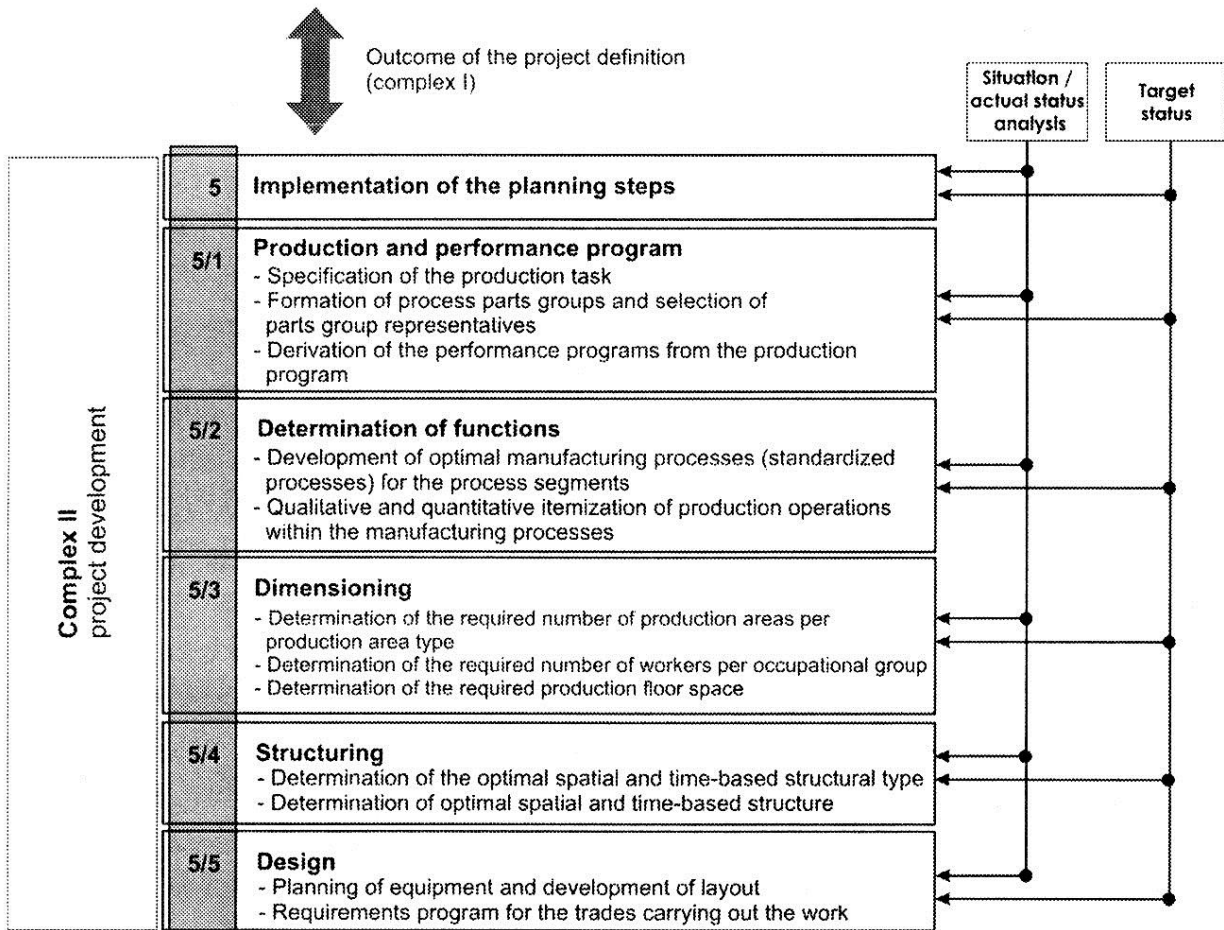 Outcome of the project definition
(complex I)
Situation /
actual status
analysis
Target
status
Complex II
project development
5 Implementation of the planning steps
5/1 Production and performance program
- Specification of the production task
- Formation of process parts groups and selection of
parts group representatives
- Derivation of the performance programs from the production
program
5/2 Determination of functions
- Development of optimal manufacturing processes (standardized
processes) for the process segments
- Qualitative and quantitative itemization of production operations
within the manufacturing processes
5/3 Dimensioning
- Determination of the required number of production areas per
production area type
- Determination of the required number of workers per occupational group
- Determination of the required production floor space
5/4 Structuring
- Determination of the optimal spatial and time-based structural type
- Determination of optimal spatial and time-based structure
5/5 Design
- Planning of equipment and development of layout
- Requirements program for the trades carrying out the work